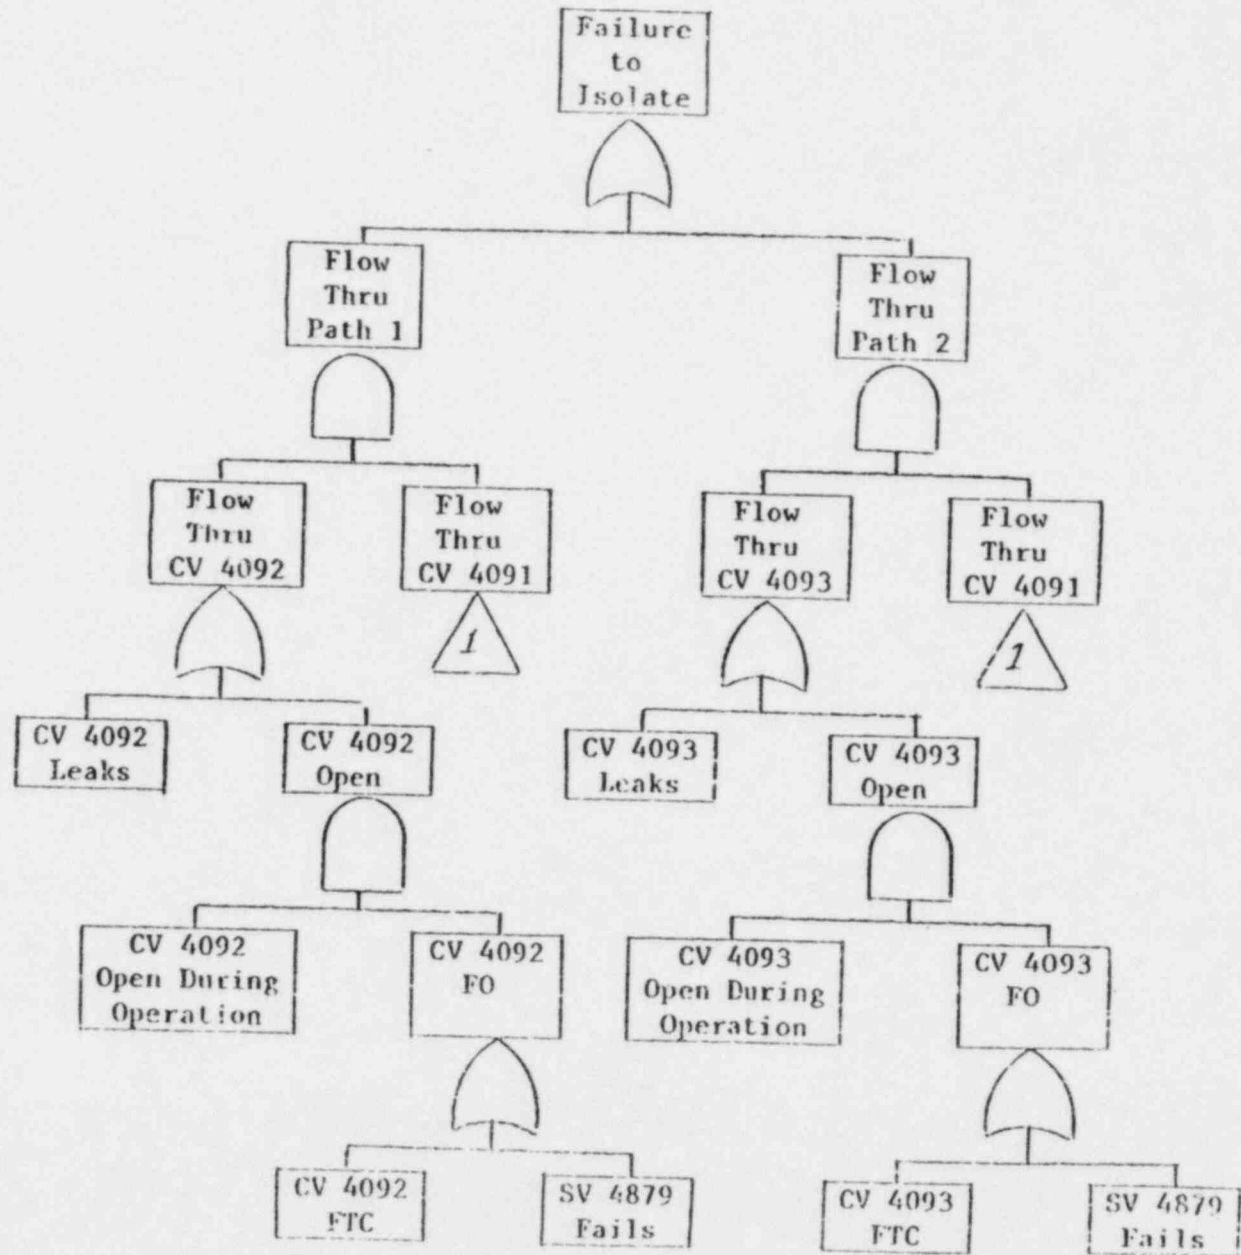 Failure
to
Isolate
Flow
Thru
Path 1
Flow
Thru
Path 2
Flow
Thru
CV 4092
Flow
Thru
CV 4091
Flow
Thru
CV 4093
Flow
Thru
CV 4091
1
1
CV 4092
Leaks
CV 4092
Open
CV 4093
Leaks
CV 4093
Open
CV 4092
Open During
Operation
CV 4092
FO
CV 4093
Open During
Operation
CV 4093
FO
CV 4092
FTC
SV 4879
Fails
CV 4093
FTC
SV 4879
Fails